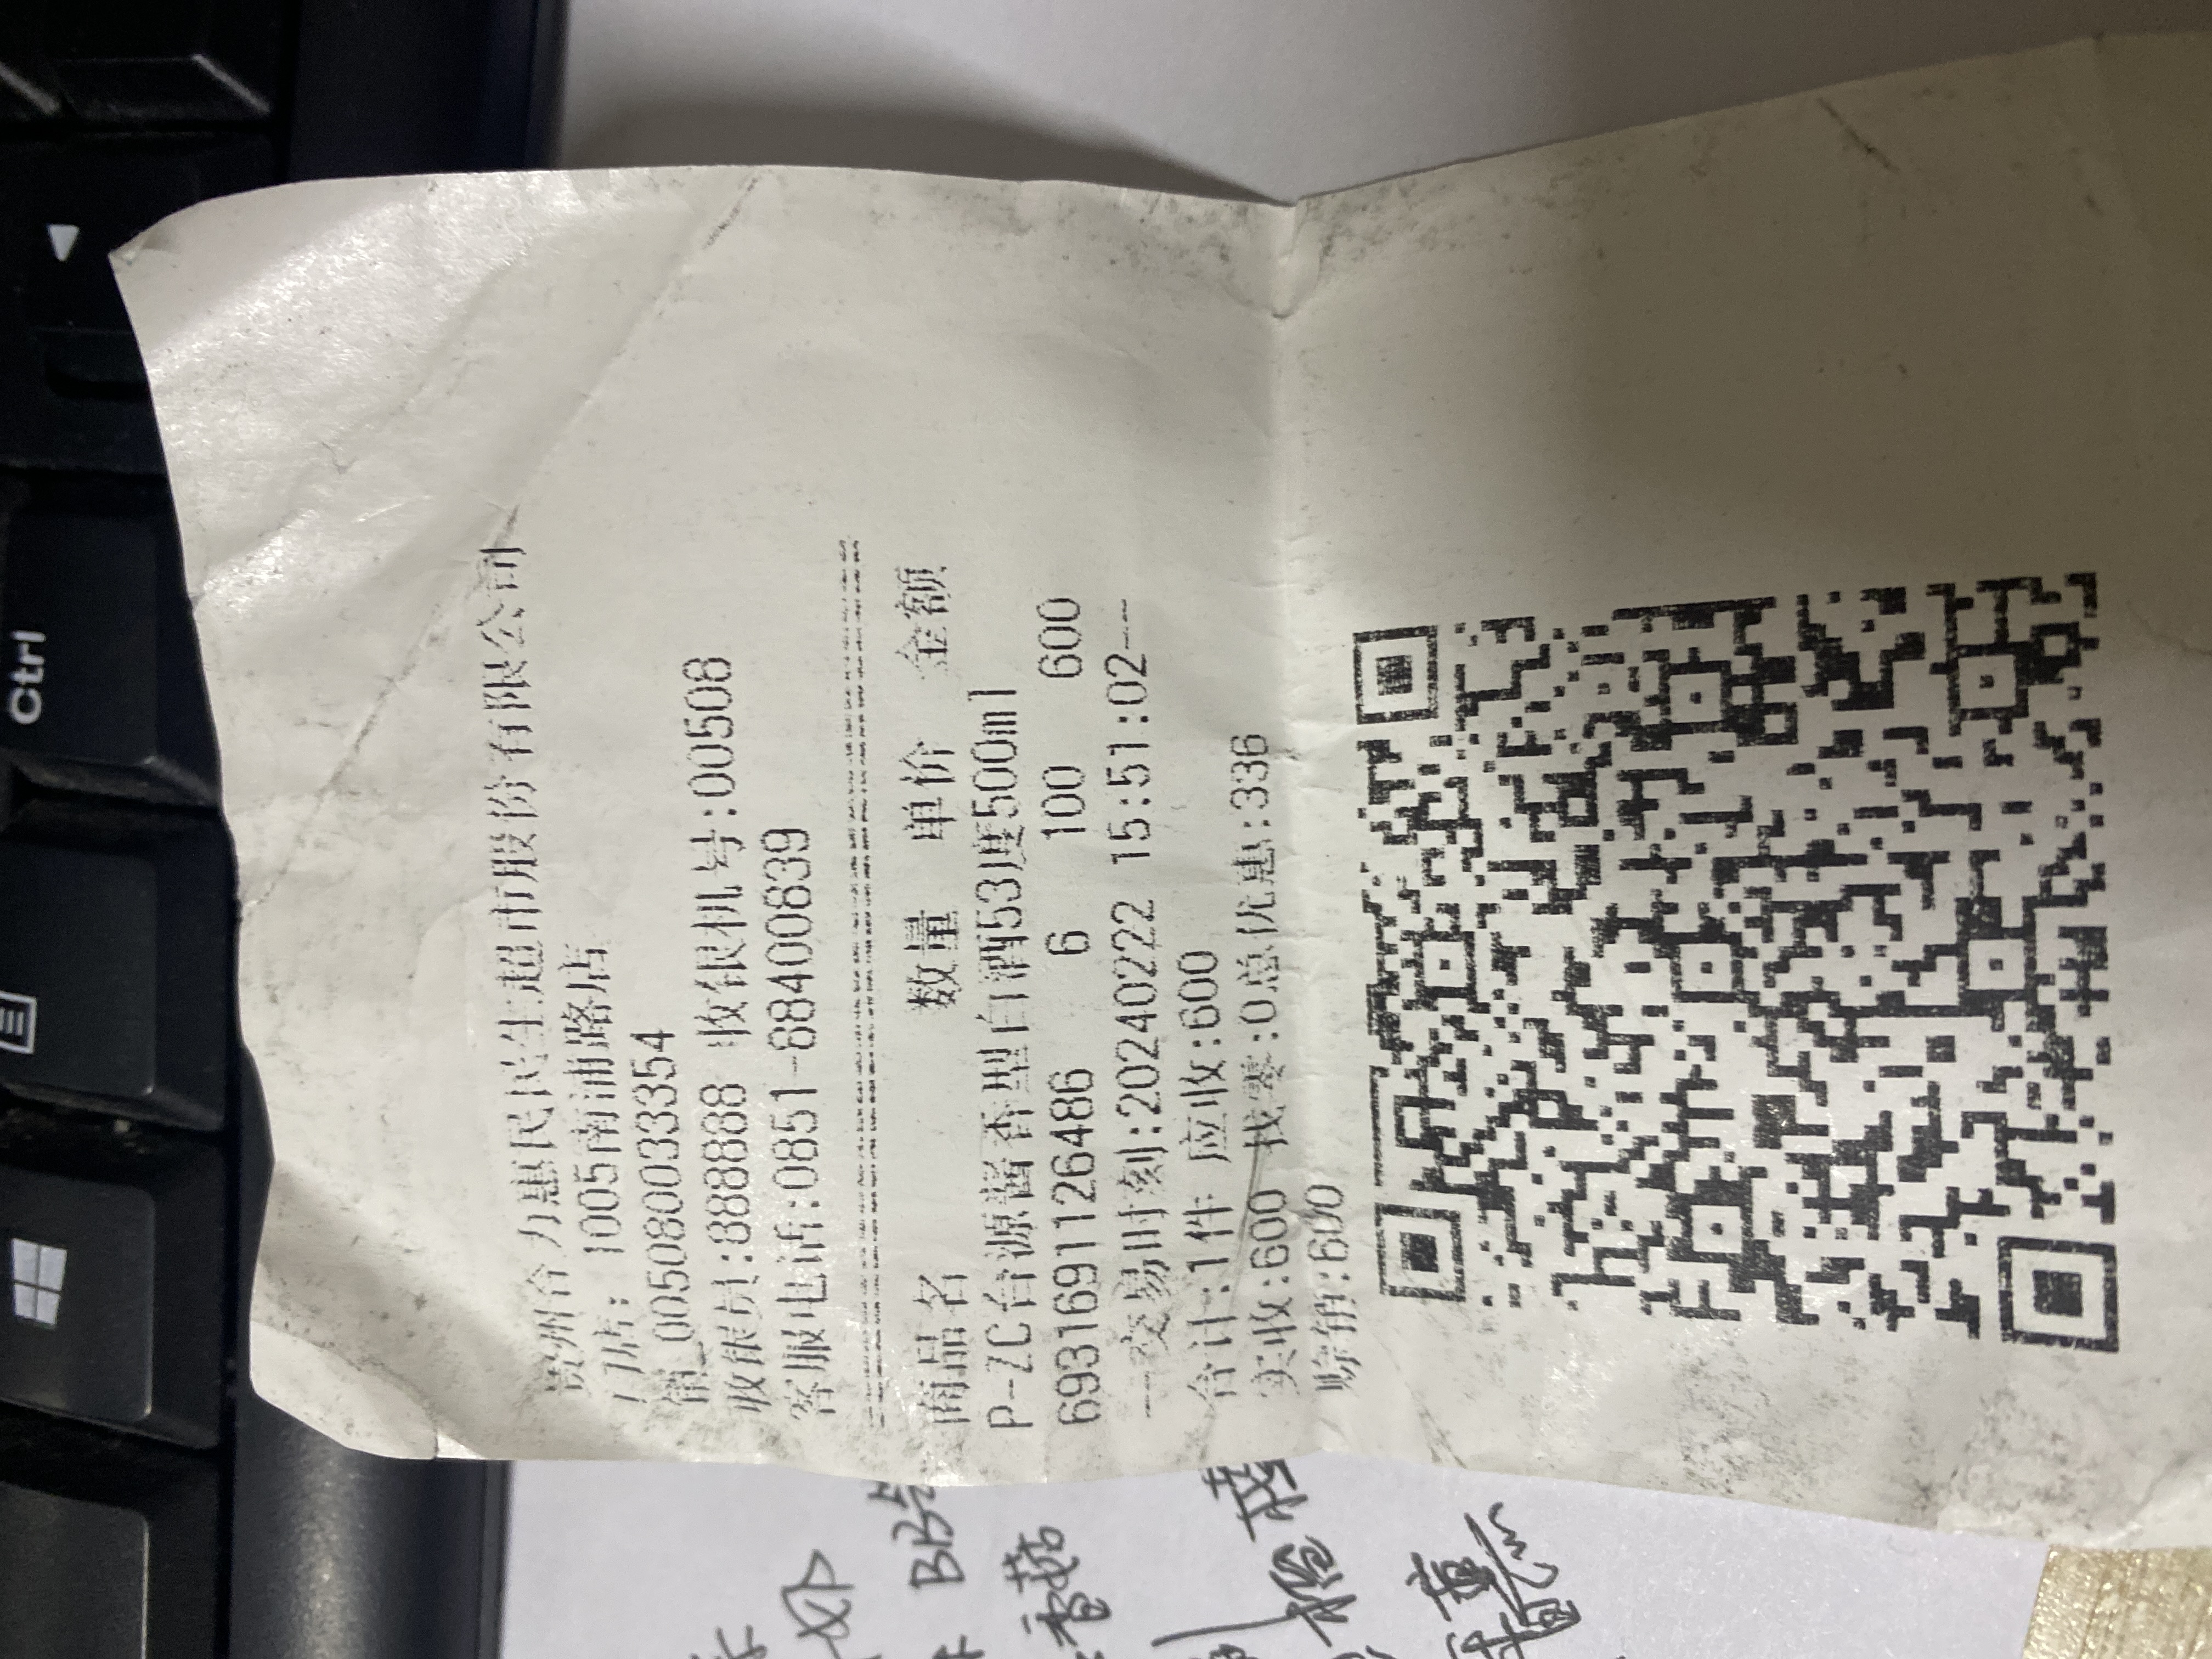 贵州合力惠民民生超市股份有限公司
门店: 1005南浦路店
销_005080033354
收银员:888888 收银机号:00508
客服电话:0851-88400839
商品名 数量 单价 金额
P-ZC台源酱香型白酒53度500ml
6931691126486 6 100 600
---交易时刻:20240222 15:51:02---
合计:1件 应收:600
实收:600 找零:0总优惠:336
赊销:600
Ctrl
香菇